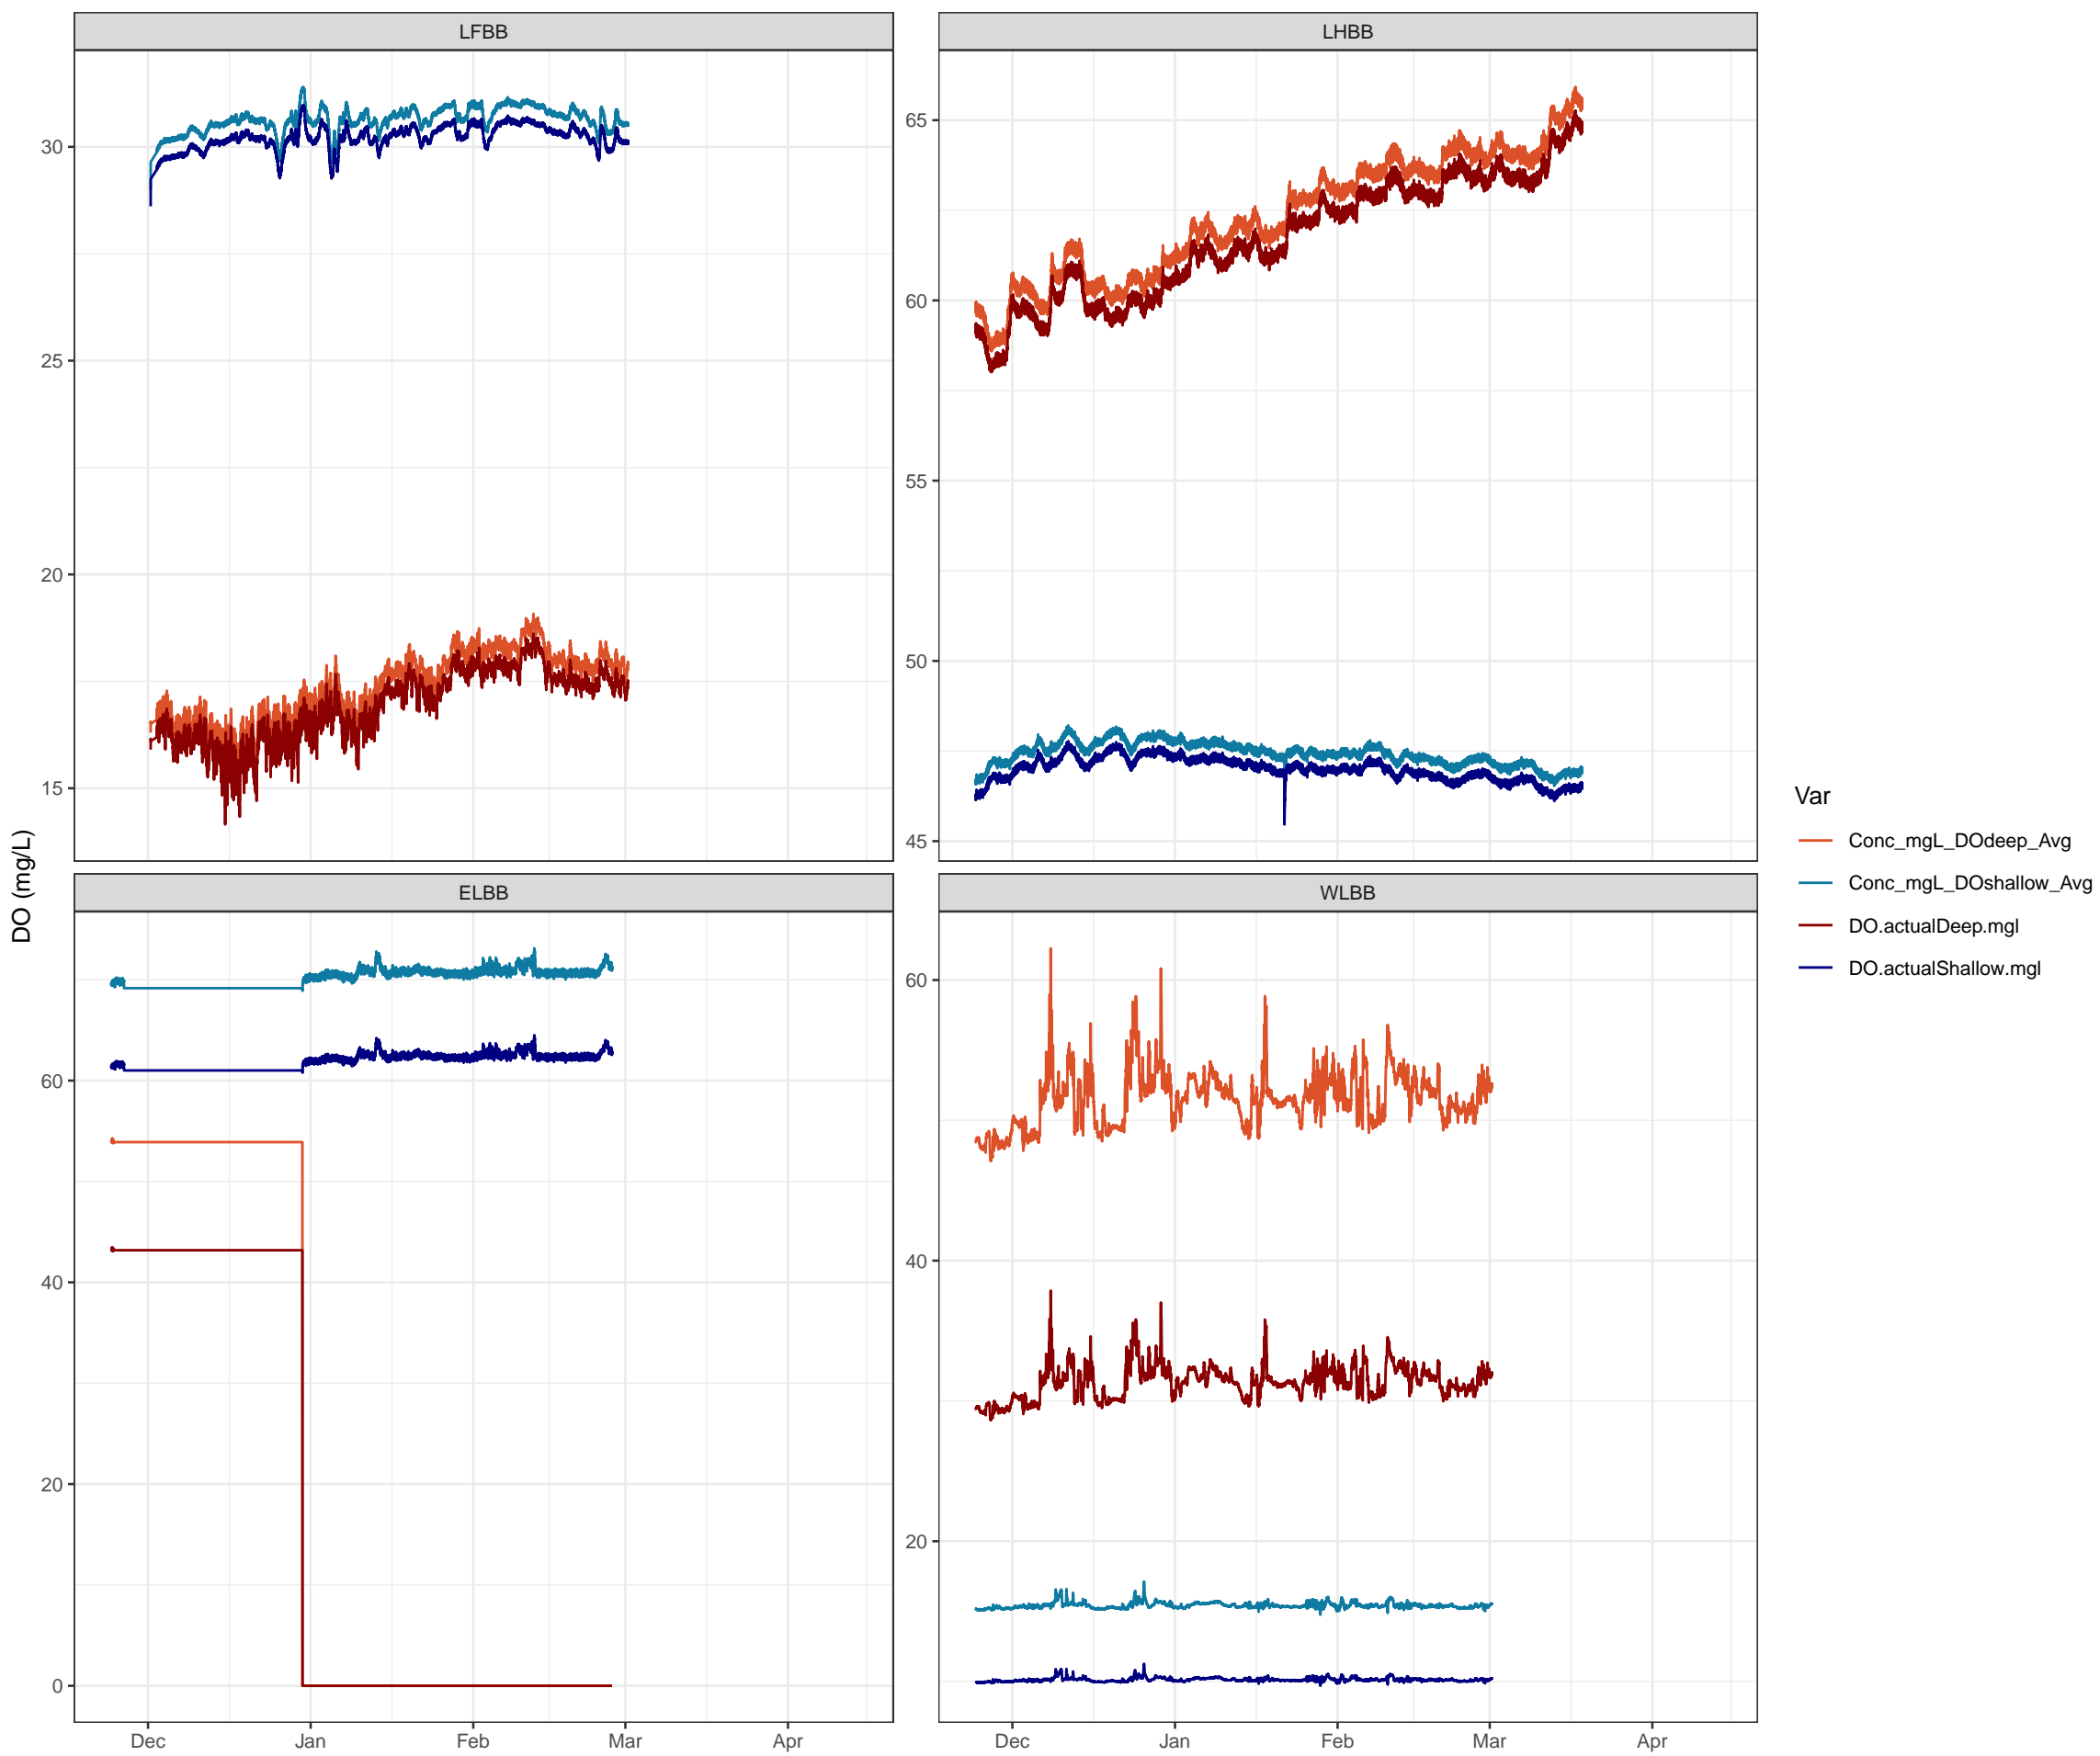 LFBB
LHBB
30
25
20
15
65
60
55
50
45
ELBB
WLBB
60
40
20
0
60
40
20
Dec
Jan
Feb
Mar
Apr
Dec
Jan
Feb
Mar
Apr
DO (mg/L)
Var
Conc_mgL_DOdeep_Avg
Conc_mgL_DOshallow_Avg
DO.actualDeep.mgl
DO.actualShallow.mgl